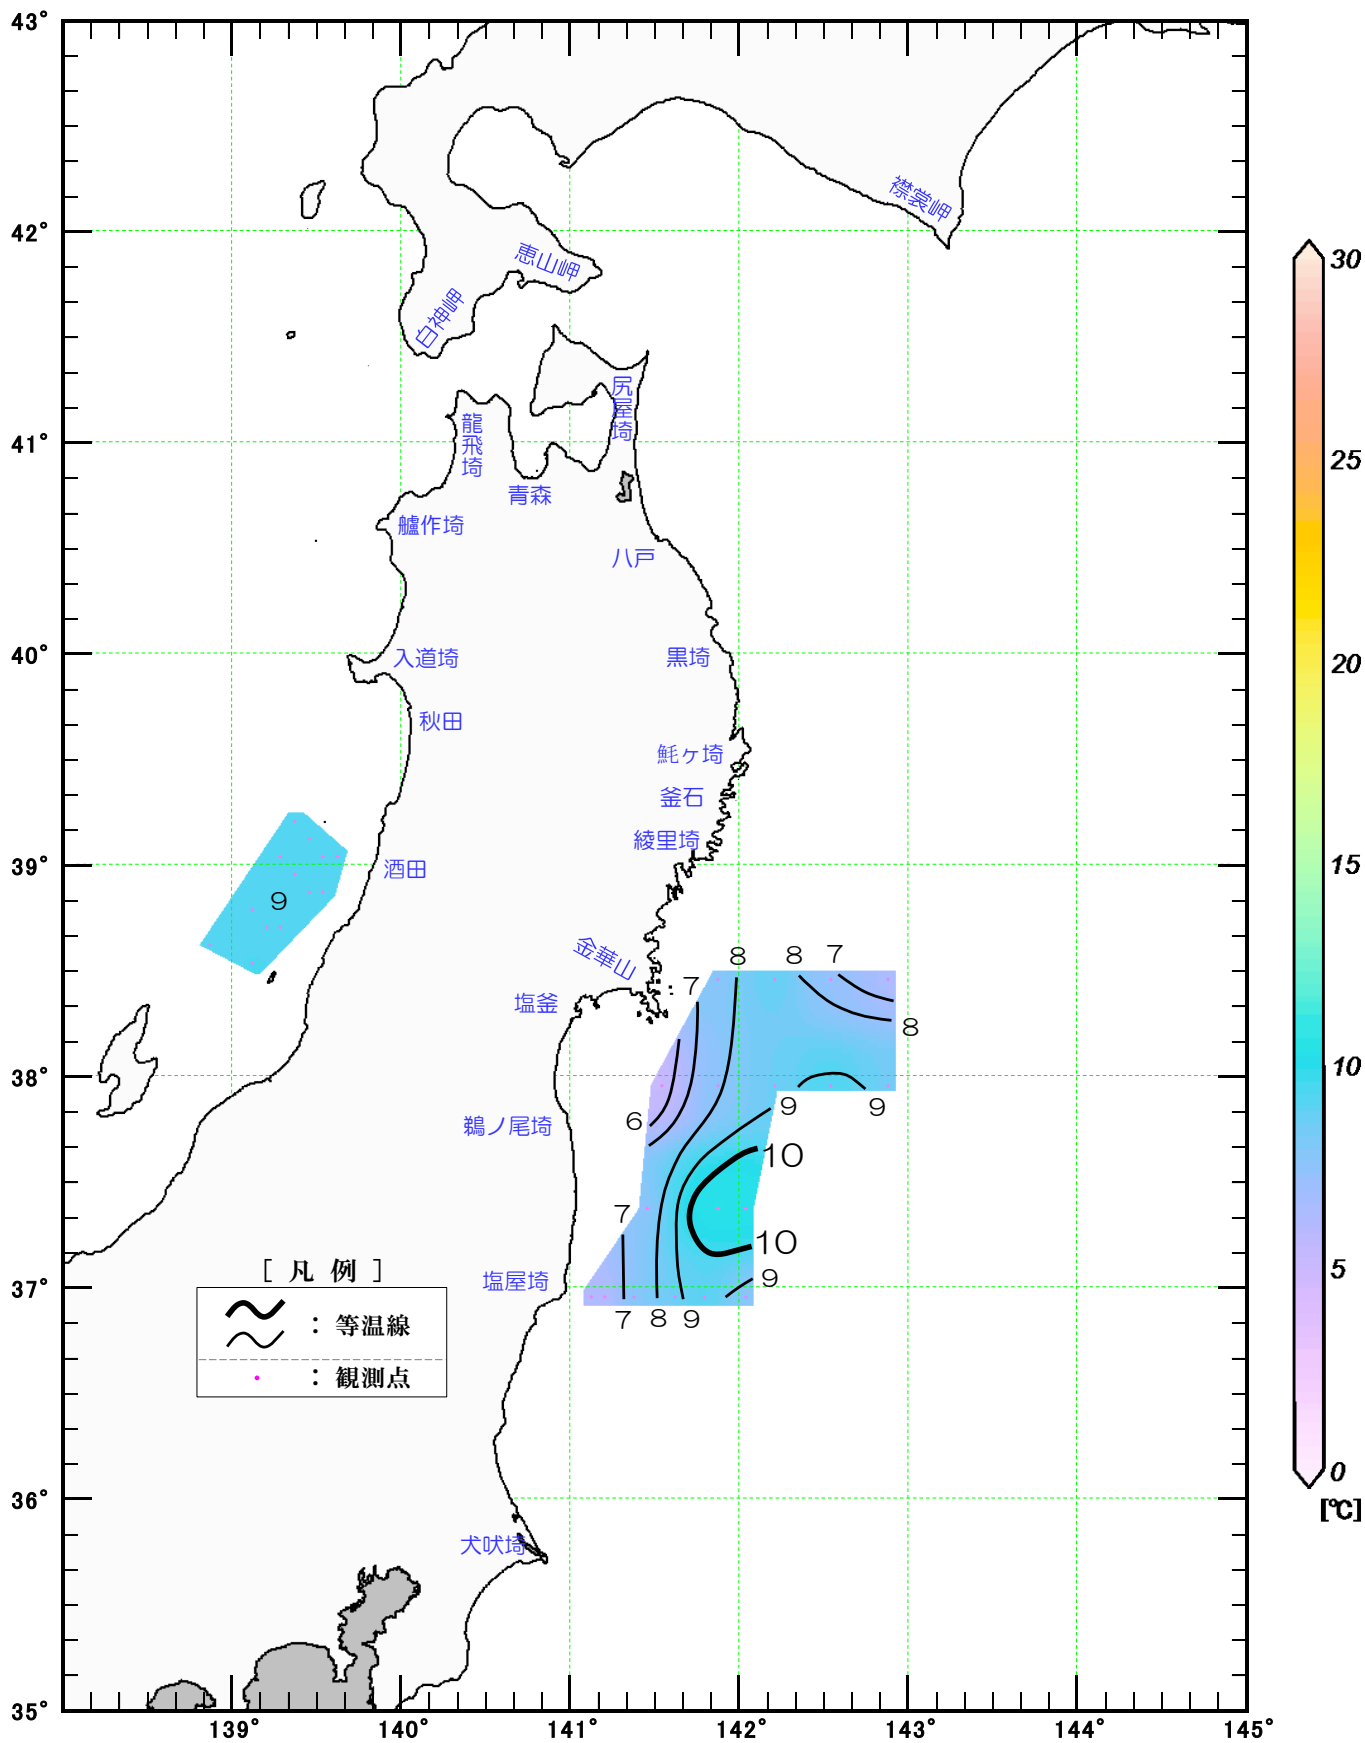 43°
42°
41°
40°
39°
38°
37°
36°
35°
139°
140°
141°
142°
143°
144°
145°
襟裳岬
恵山岬
白神岬
尻屋埼
龍飛埼
青森
艫作埼
八戸
入道埼
黒埼
秋田
魹ヶ埼
釜石
綾里埼
酒田
金華山
塩釜
鵜ノ尾埼
塩屋埼
犬吠埼
9
8
8
7
7
8
6
9
9
10
7
10
9
7
8
9
[ 凡 例 ]
: 等温線
: 観測点
30
25
20
15
10
5
0
[℃]